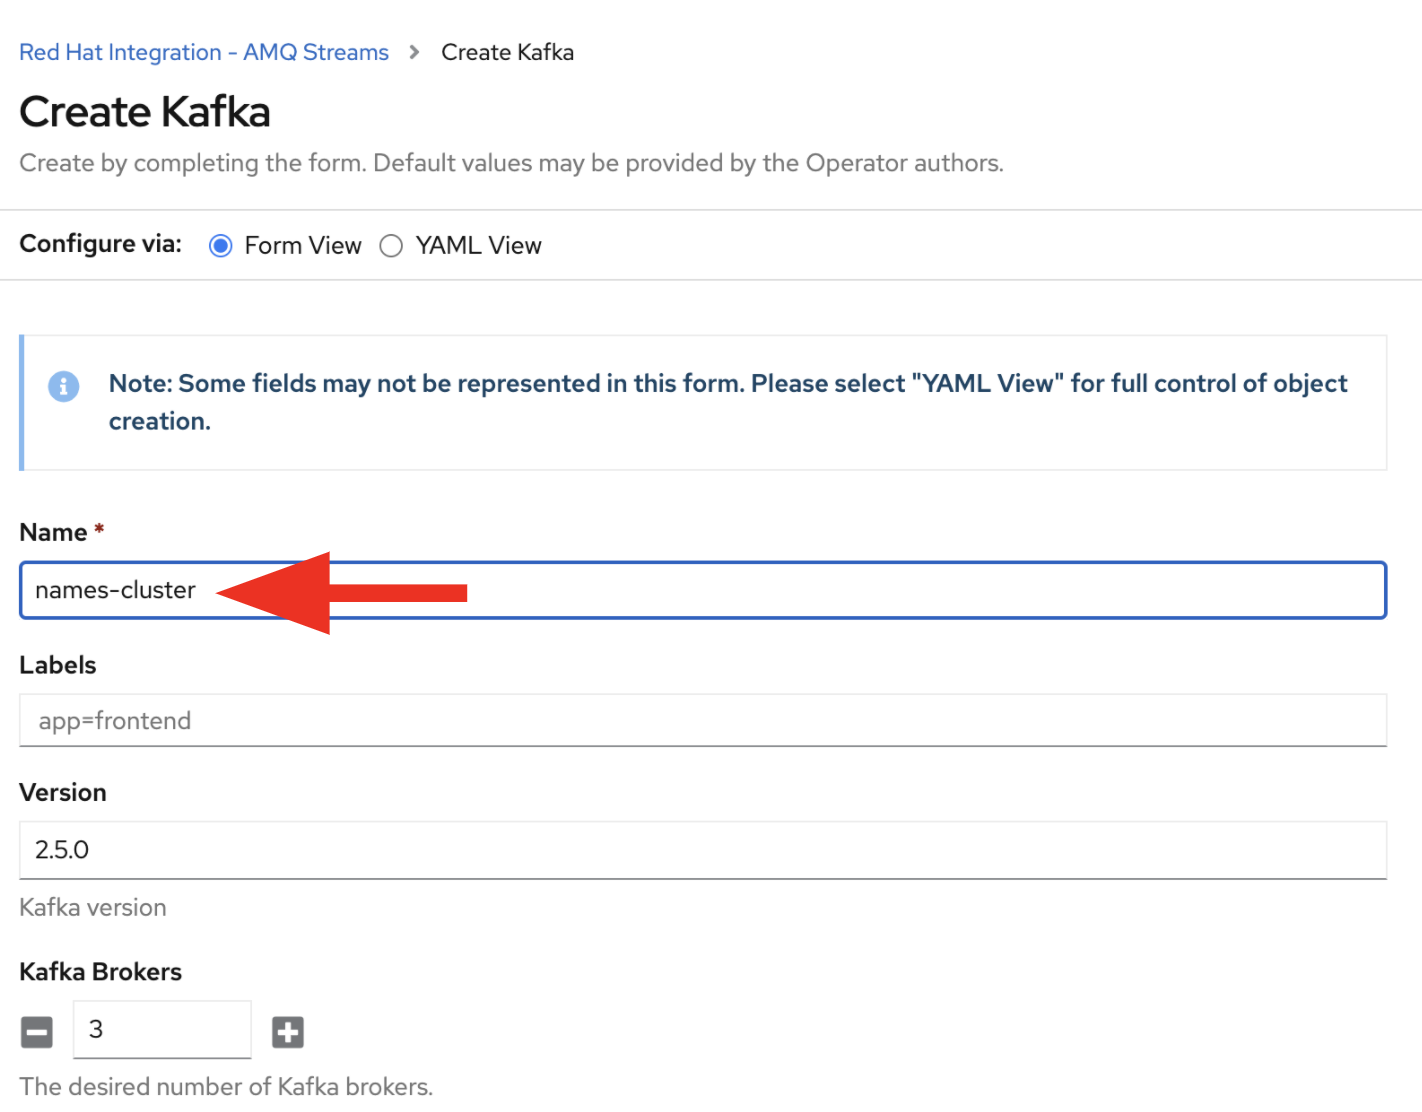 Red Hat Integration - AMQ Streams > Create Kafka
Create Kafka
Create by completing the form. Default values may be provided by the Operator authors.
Configure via: Form View YAML View
Note: Some fields may not be represented in this form. Please select "YAML View" for full control of object
creation.
Name *
names-cluster
Labels
app=frontend
Version
2.5.0
Kafka version
Kafka Brokers
3
The desired number of Kafka brokers.